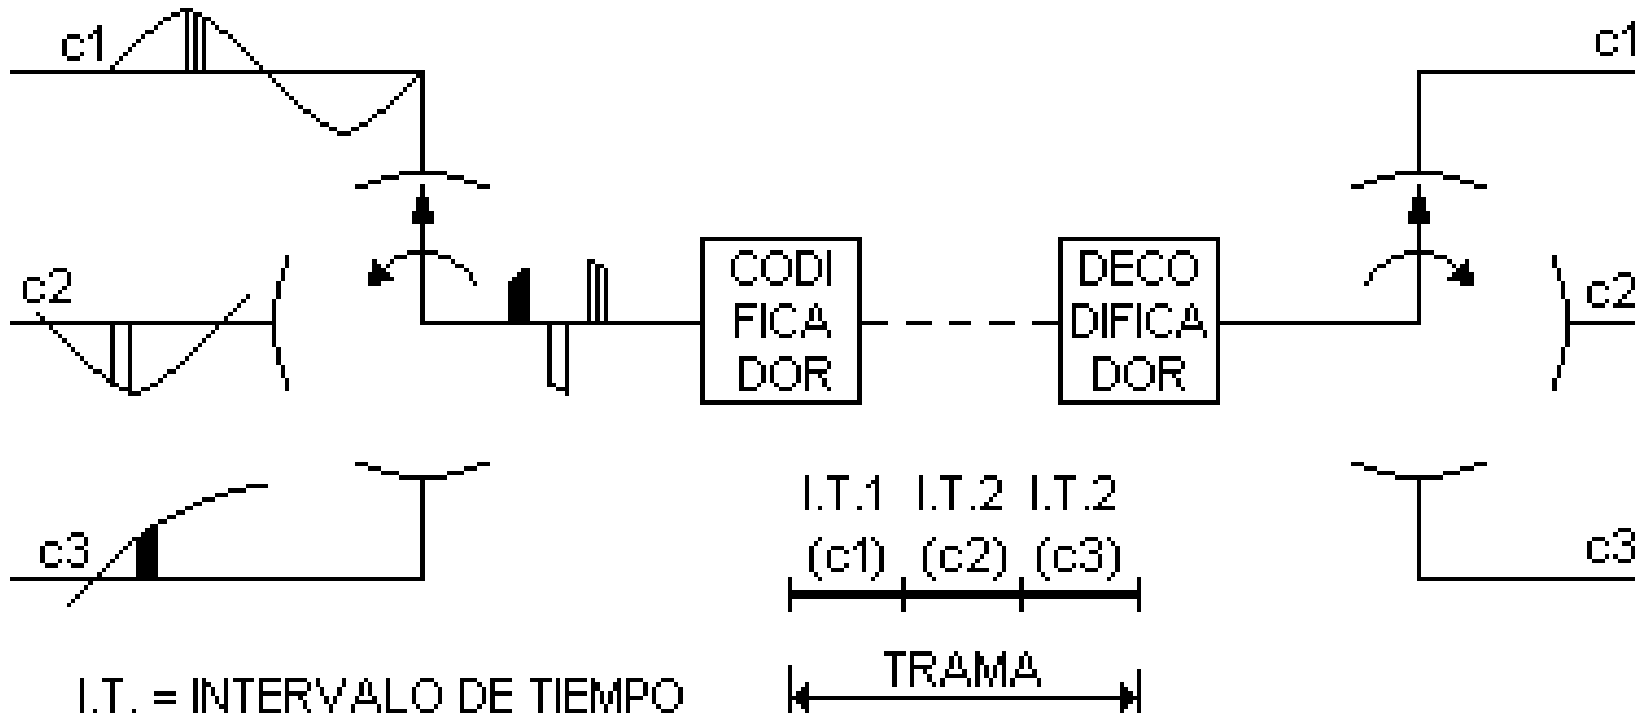 c1
c1
c2
CODI
FICA
DOR
DECO
DIFICA
DOR
c2
c3
I.T.1 I.T.2 I.T.2
(c1) (c2) (c3)
c3
TRAMA
I.T. = INTERVALO DE TIEMPO